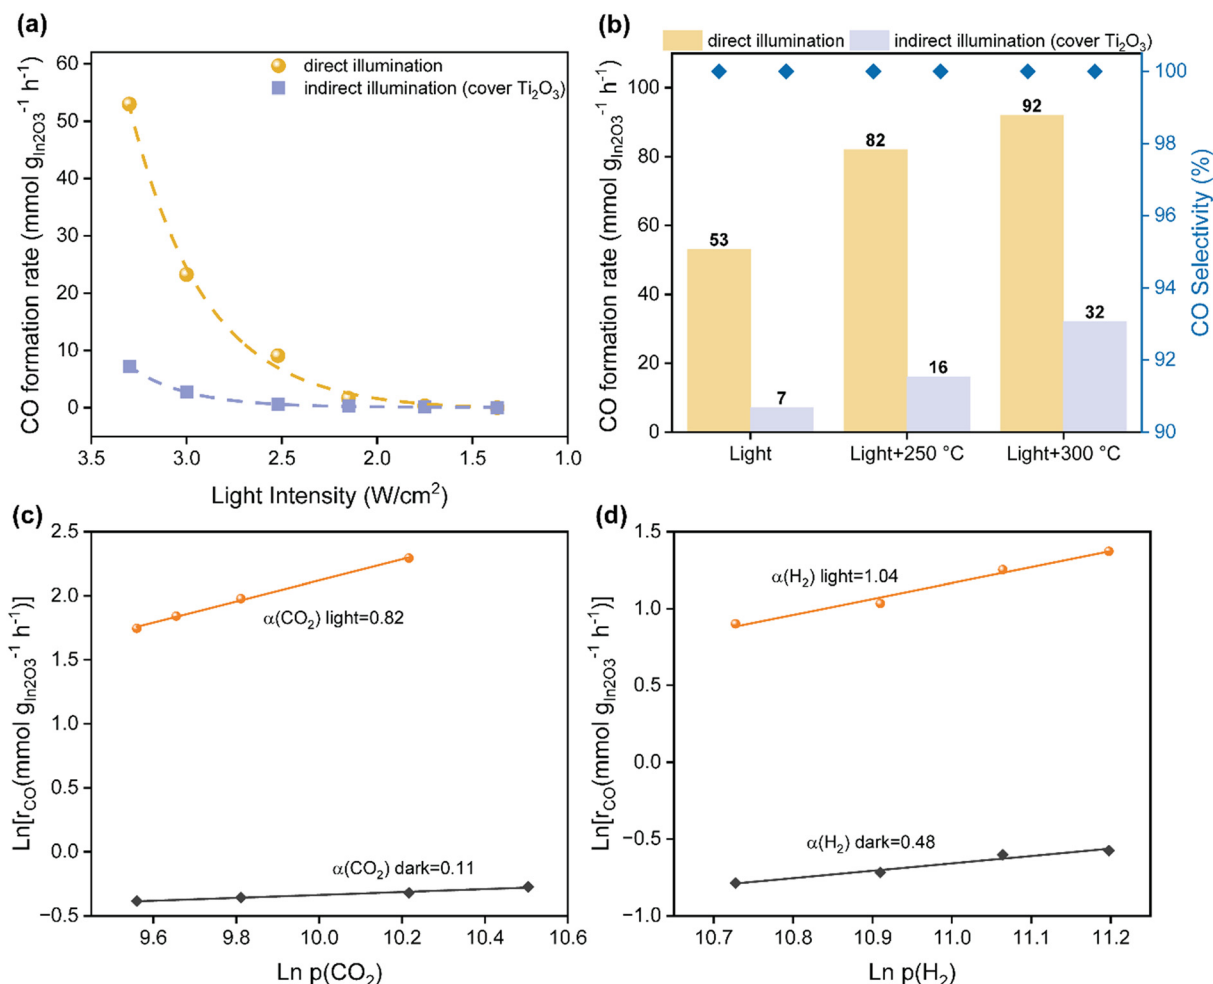 (a)
CO formation rate (mmol g_In2O3^-1 h^-1)
60
50
40
30
20
10
0
direct illumination
indirect illumination (cover Ti₂O₃)
3.5 3.0 2.5 2.0 1.5 1.0
Light Intensity (W/cm²)
(b)
direct illumination indirect illumination (cover Ti₂O₃)
CO formation rate (mmol g_In2O3^-1 h^-1)
100
80
60
40
20
0
53
7
82
16
92
32
Light Light+250 °C Light+300 °C
100
98
96
94
92
90
CO Selectivity (%)
(c)
Ln[r_CO(mmol g_In2O3^-1 h^-1)]
2.5
2.0
1.5
1.0
0.5
0.0
−0.5
α(CO₂) light=0.82
α(CO₂) dark=0.11
9.6 9.8 10.0 10.2 10.4 10.6
Ln p(CO₂)
(d)
Ln[r_CO(mmol g_In2O3^-1 h^-1)]
1.5
1.0
0.5
0.0
−0.5
−1.0
α(H₂) light=1.04
α(H₂) dark=0.48
10.7 10.8 10.9 11.0 11.1 11.2
Ln p(H₂)